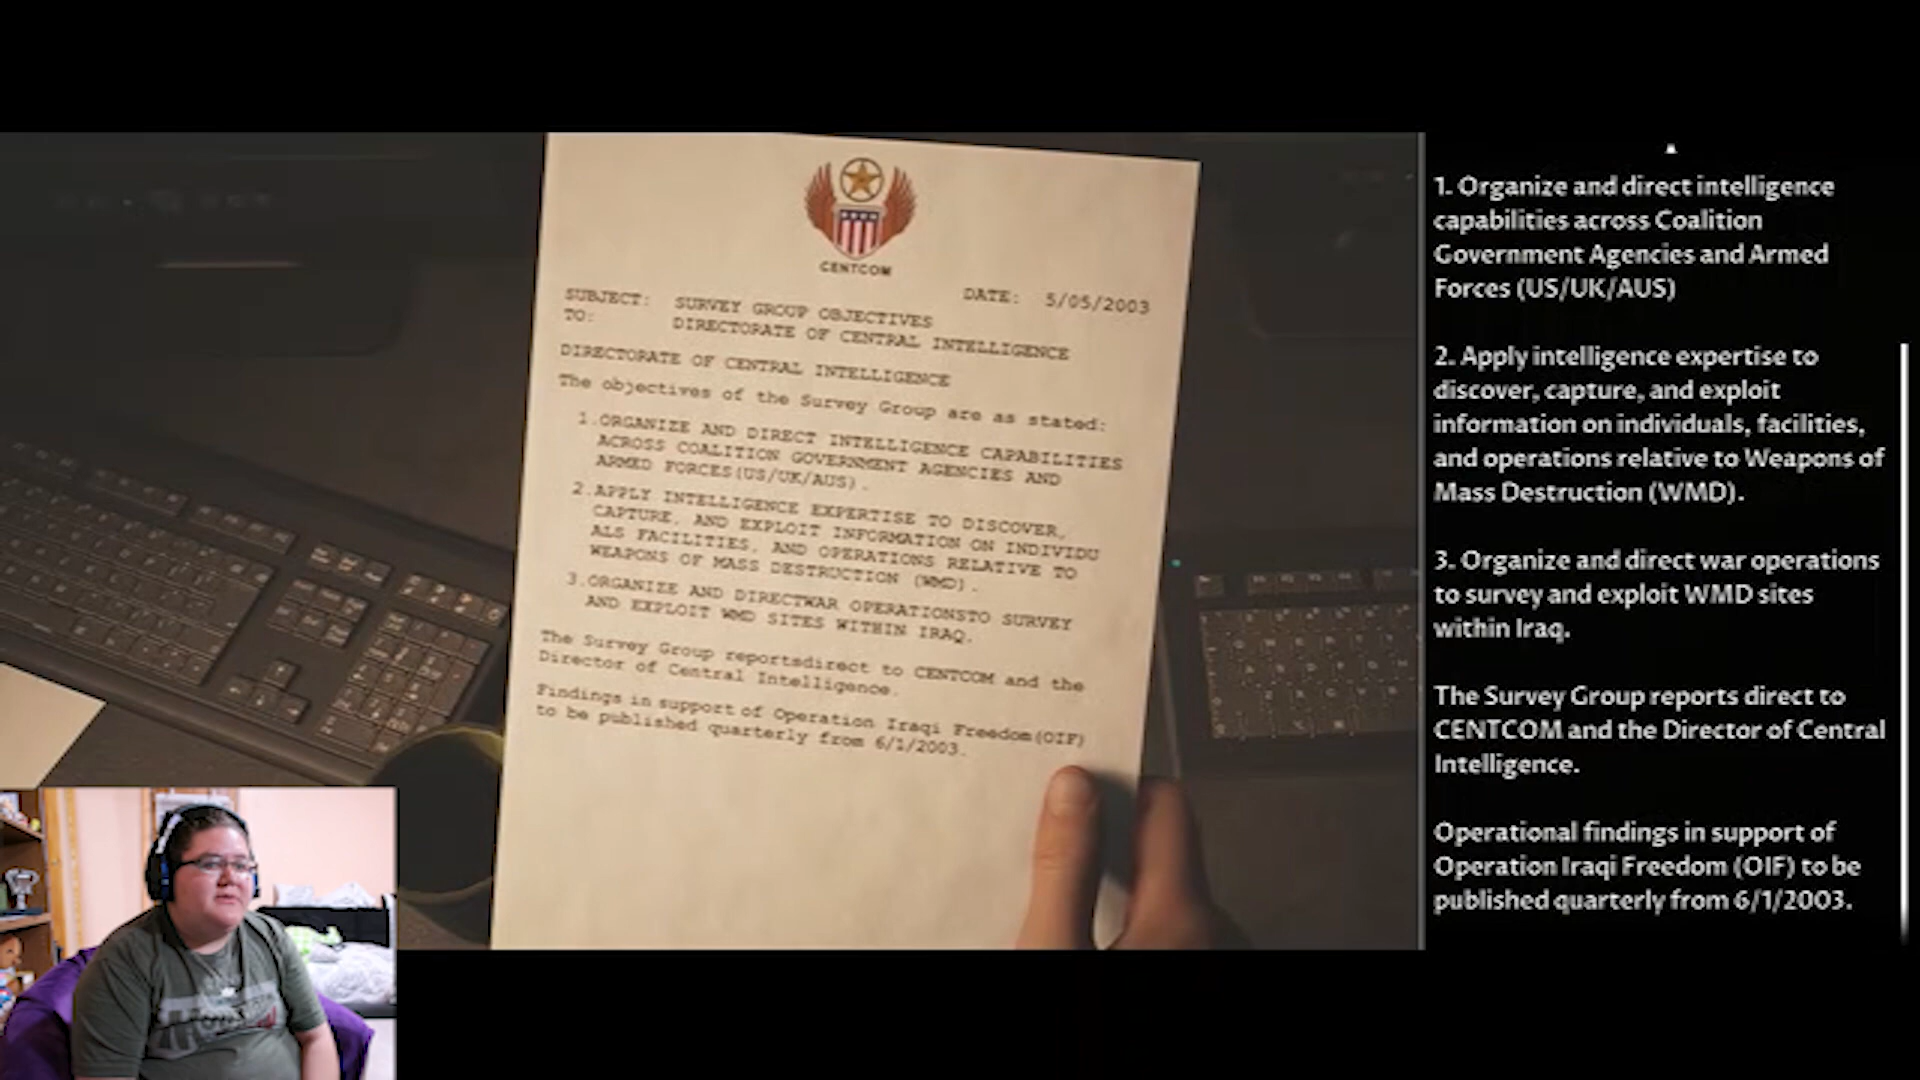 CENTCOM
DATE: 5/05/2003
SUBJECT: SURVEY GROUP OBJECTIVES
TO: DIRECTORATE OF CENTRAL INTELLIGENCE
DIRECTORATE OF CENTRAL INTELLIGENCE
The objectives of the Survey Group are as stated:
1.ORGANIZE AND DIRECT INTELLIGENCE CAPABILITIES
ACROSS COALITION GOVERNMENT AGENCIES AND
ARMED FORCES(US/UK/AUS).
2.APPLY INTELLIGENCE EXPERTISE TO DISCOVER,
CAPTURE, AND EXPLOIT INFORMATION ON INDIVIDU
ALS FACILITIES, AND OPERATIONS RELATIVE TO
WEAPONS OF MASS DESTRUCTION (WMD).
3.ORGANIZE AND DIRECTWAR OPERATIONSTO SURVEY
AND EXPLOIT WMD SITES WITHIN IRAQ.
The Survey Group reportsdirect to CENTCOM and the
Director of Central Intelligence.
Findings in support of Operation Iraqi Freedom(OIF)
to be published quarterly from 6/1/2003.
1. Organize and direct intelligence
capabilities across Coalition
Government Agencies and Armed
Forces (US/UK/AUS)
2. Apply intelligence expertise to
discover, capture, and exploit
information on individuals, facilities,
and operations relative to Weapons of
Mass Destruction (WMD).
3. Organize and direct war operations
to survey and exploit WMD sites
within Iraq.
The Survey Group reports direct to
CENTCOM and the Director of Central
Intelligence.
Operational findings in support of
Operation Iraqi Freedom (OIF) to be
published quarterly from 6/1/2003.